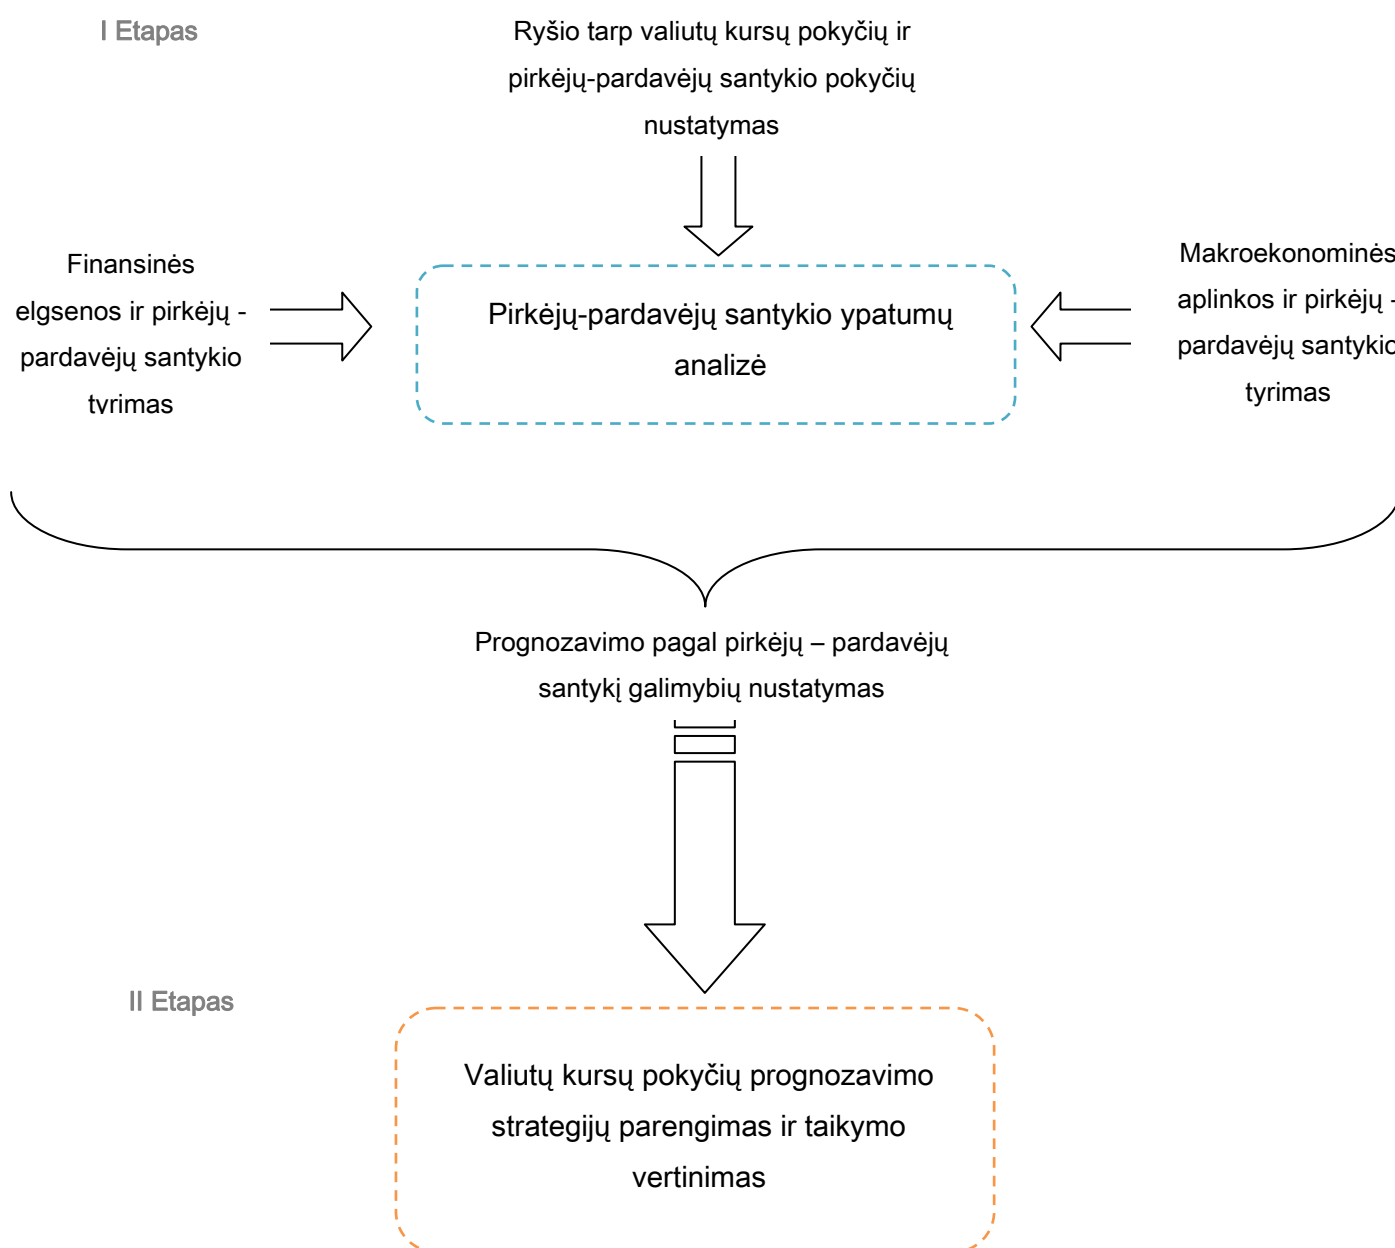 I Etapas
Ryšio tarp valiutų kursų pokyčių ir
pirkėjų-pardavėjų santykio pokyčių
nustatymas
Finansinės
elgsenos ir pirkėjų -
pardavėjų santykio
tyrimas
Pirkėjų-pardavėjų santykio ypatumų
analizė
Makroekonominės
aplinkos ir pirkėjų -
pardavėjų santykio
tyrimas
Prognozavimo pagal pirkėjų – pardavėjų
santykį galimybių nustatymas
II Etapas
Valiutų kursų pokyčių prognozavimo
strategijų parengimas ir taikymo
vertinimas